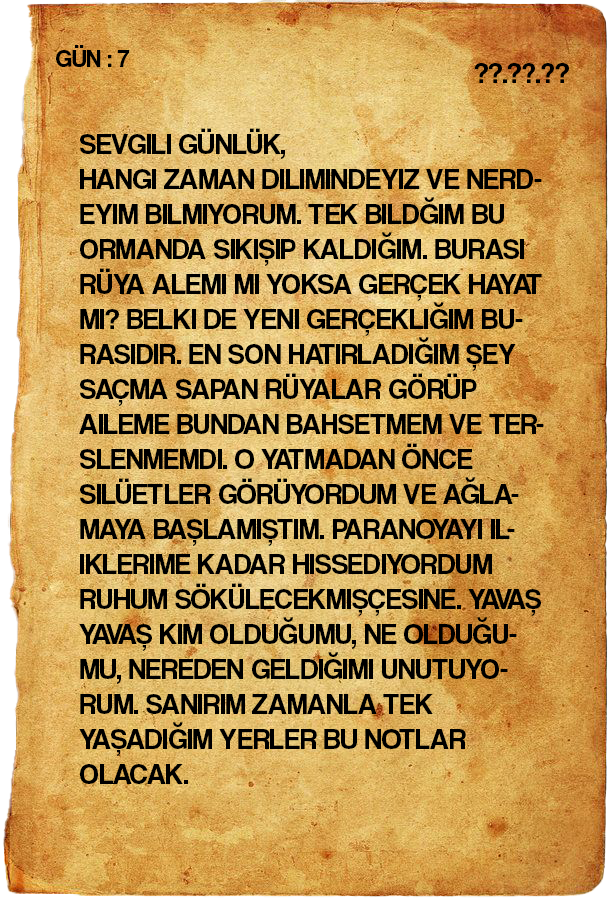 GÜN : 7
??.??.??
SEVGILI GÜNLÜK,
HANGI ZAMAN DILIMINDEYIZ VE NERD-
EYIM BILMIYORUM. TEK BILDĞIM BU
ORMANDA SIKIŞIP KALDIĞIM. BURASI
RÜYA ALEMI MI YOKSA GERÇEK HAYAT
MI? BELKI DE YENI GERÇEKLIĞIM BU-
RASIDIR. EN SON HATIRLADIĞIM ŞEY
SAÇMA SAPAN RÜYALAR GÖRÜP
AILEME BUNDAN BAHSETMEM VE TER-
SLENMEMDI. O YATMADAN ÖNCE
SILÜETLER GÖRÜYORDUM VE AĞLA-
MAYA BAŞLAMIŞTIM. PARANOYAYI IL-
IKLERIME KADAR HISSEDIYORDUM
RUHUM SÖKÜLECEKMIŞÇESINE. YAVAŞ
YAVAŞ KIM OLDUĞUMU, NE OLDUĞU-
MU, NEREDEN GELDIĞIMI UNUTUYO-
RUM. SANIRIM ZAMANLA TEK
YAŞADIĞIM YERLER BU NOTLAR
OLACAK.